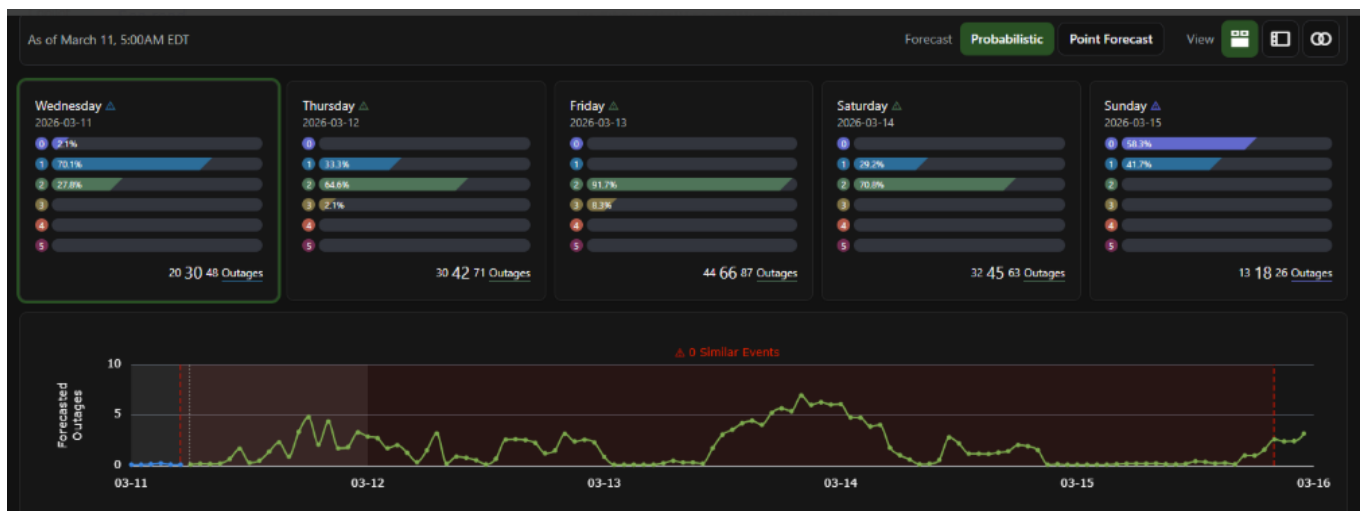 As of March 11, 5:00AM EDT
Forecast Probabilistic Point Forecast View
Wednesday
2026-03-11
0 2.1%
1 70.1%
2 27.8%
3
4
5
20 30 48 Outages
Thursday
2026-03-12
0
1 33.3%
2 64.6%
3 2.1%
4
5
30 42 71 Outages
Friday
2026-03-13
0
1
2 91.7%
3 8.3%
4
5
44 66 87 Outages
Saturday
2026-03-14
0
1 29.2%
2 70.8%
3
4
5
32 45 63 Outages
Sunday
2026-03-15
0 58.3%
1 41.7%
2
3
4
5
13 18 26 Outages
⚠ 0 Similar Events
Forecasted
Outages
10
5
0
03-11 03-12 03-13 03-14 03-15 03-16